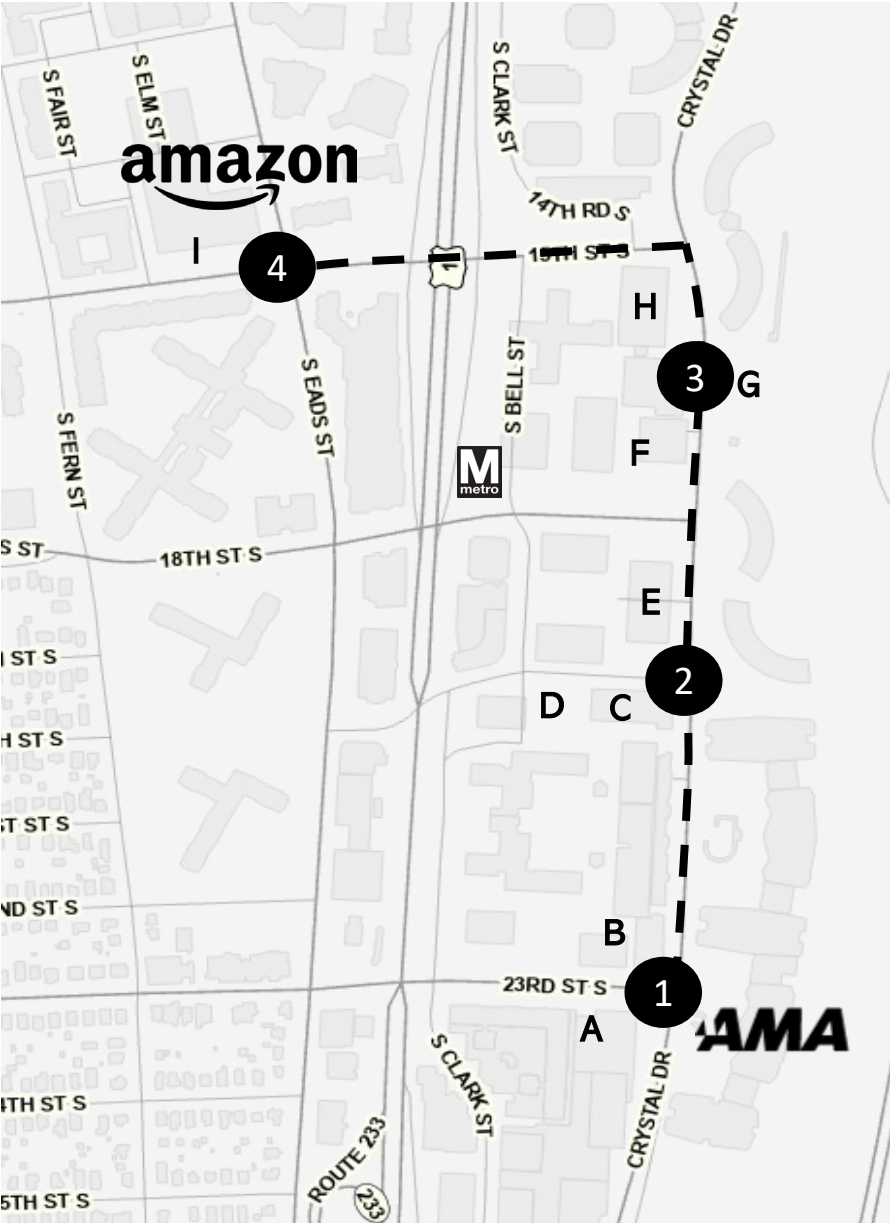 S FAIR ST
S ELM ST
S CLARK ST
CRYSTAL DR
amazon
14TH RD S
I
4
1
15TH ST S
H
3
G
S EADS ST
S BELL ST
S FERN ST
F
M
metro
S ST
18TH ST S
E
ST S
2
D
C
H ST S
ST ST S
ND ST S
B
23RD ST S
1
A
AMA
S CLARK ST
CRYSTAL DR
4TH ST S
ROUTE 233
233
5TH ST S